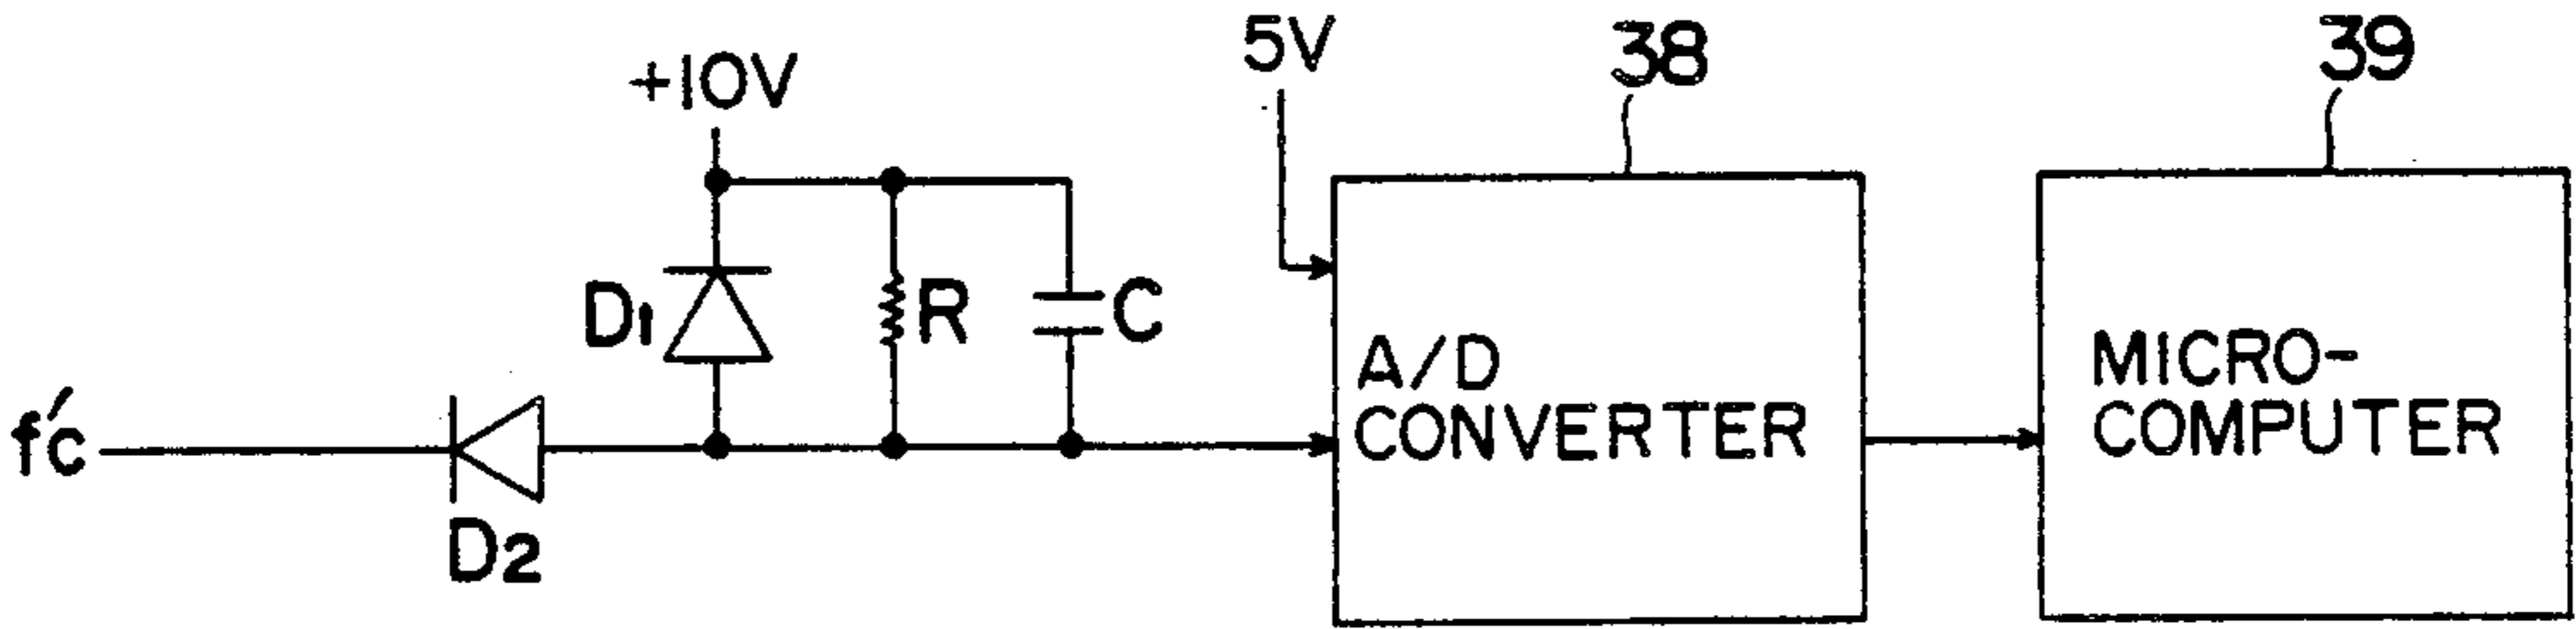 +10V
5V
38
39
D1
R
C
f'c
D2
A/D
CONVERTER
MICRO-
COMPUTER